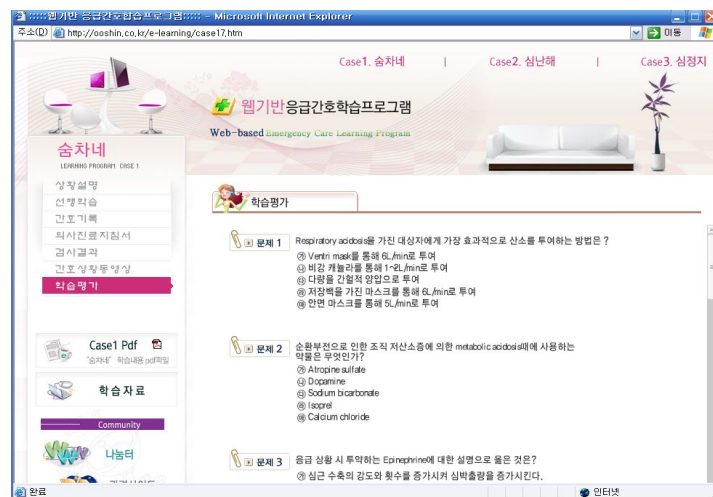 :::::웹기반 응급간호학습프로그램::::: - Microsoft Internet Explorer
주소(D) http://ooshin.co.kr/e-learning/case17.htm 이동
Case1. 숨차네 | Case2. 심난해 | Case3. 심정지
웹기반응급간호학습프로그램
Web-based Emergency Care Learning Program
숨차네
LEARNING PROGRAM CASE 1
상황설명
선행학습
간호기록
의사진료지침서
검사결과
간호상황동영상
학습평가
Case1 Pdf
"숨차네" 학습내용 pdf파일
학습자료
Community
나눔터
학습평가
문제 1 Respiratory acidosis을 가진 대상자에게 가장 효과적으로 산소를 투여하는 방법은 ?
㉮ Ventri mask를 통해 6L/min로 투여
㉯ 비강 캐뉼라를 통해 1~2L/min로 투여
㉰ 다량을 간헐적 양압으로 투여
㉱ 저장백을 가진 마스크를 통해 6L/min로 투여
㉲ 안면 마스크를 통해 5L/min로 투여
문제 2 순환부전으로 인한 조직 저산소증에 의한 metabolic acidosis때에 사용하는
약물은 무엇인가?
㉮ Atropine sulfate
㉯ Dopamine
㉰ Sodium bicarbonate
㉱ Isoprel
㉲ Calcium chloride
문제 3 응급 상황 시 투약하는 Epinephrine에 대한 설명으로 옳은 것은?
㉮ 심근 수축의 강도와 횟수를 증가시켜 심박출량을 증가시킨다.
완료 인터넷